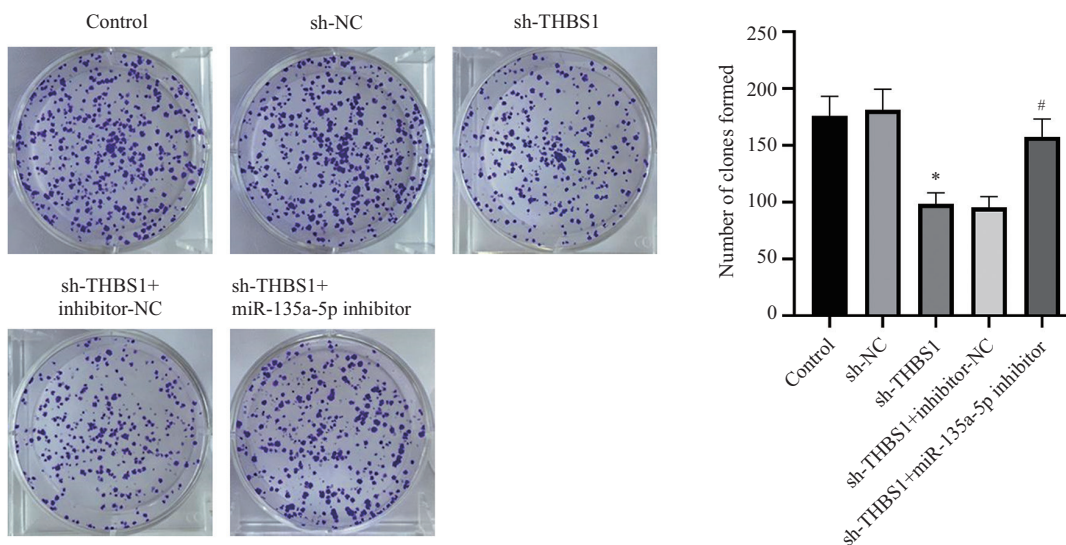 Control
sh-NC
sh-THBS1
sh-THBS1+
inhibitor-NC
sh-THBS1+
miR-135a-5p inhibitor
Number of clones formed
250
200
150
100
50
0
*
#
Control
sh-NC
sh-THBS1
sh-THBS1+inhibitor-NC
sh-THBS1+miR-135a-5p inhibitor